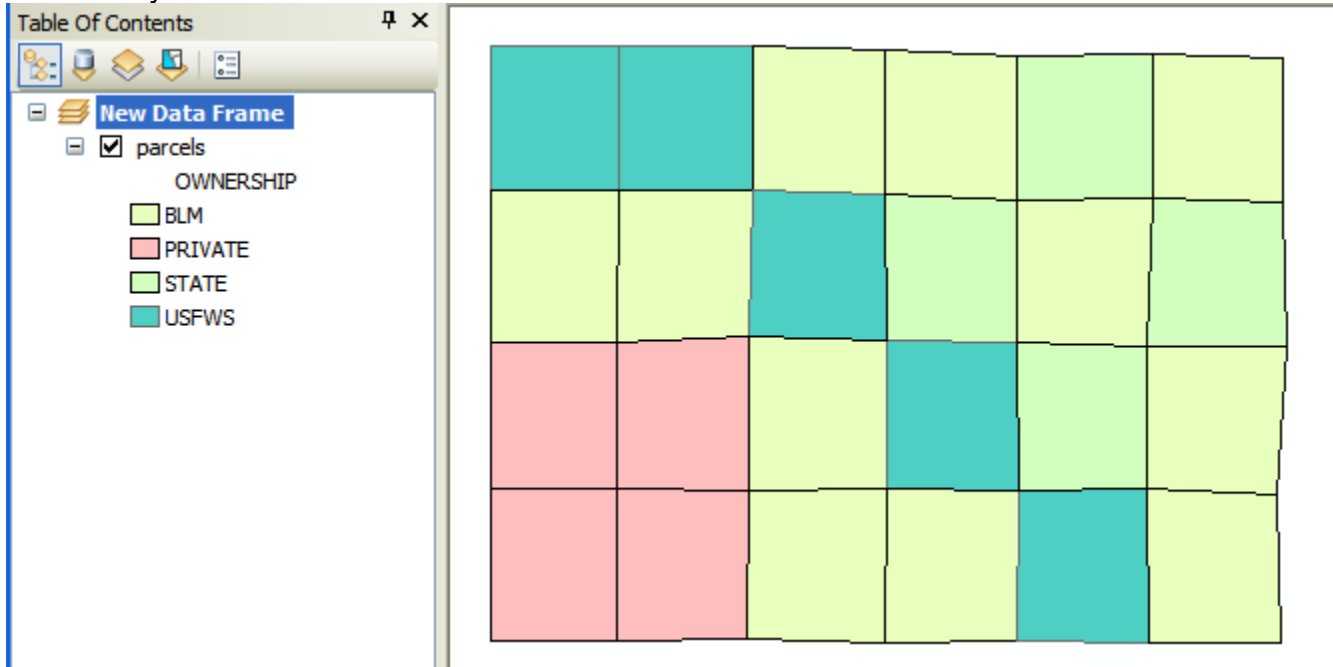 Table Of Contents
New Data Frame
parcels
OWNERSHIP
BLM
PRIVATE
STATE
USFWS